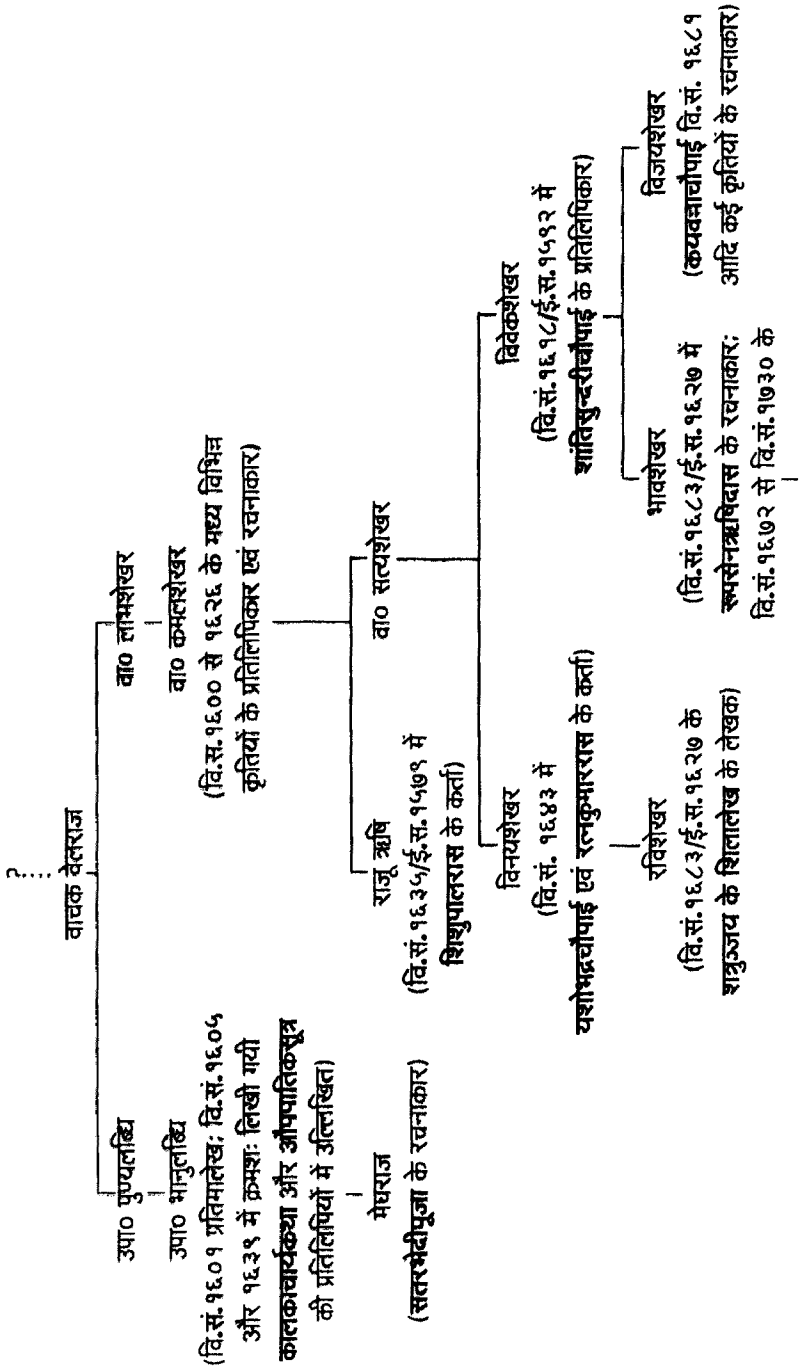 ?
वाचक वेलराज
उपा० पुण्यलब्धि
उपा० भानुलब्धि
(वि.सं.१६०१ प्रतिमालेख; वि.सं.१६०५
और १६३९ में क्रमशः लिखी गयी
कालकाचार्यकथा और औपपातिकसूत्र
की प्रतिलिपियों में उल्लिखित)
मेघराज
(सतरभेदीपूजा के रचनाकार)
वा० लाभशेखर
वा० कमलशेखर
(वि.स.१६०० से १६२६ के मध्य विभिन्न
कृतियों के प्रतिलिपिकार एवं रचनाकार)
राजू ऋषि
(वि.सं.१६३५/ई.स.१५७९ में
शिशुपालरास के कर्ता)
वा० सत्यशेखर
विनयशेखर
(वि.सं. १६४३ में
यशोभद्रचौपाई एवं रत्नकुमाररास के कर्ता)
रविशेखर
(वि.सं.१६८३/ई.स.१६२७ के
शत्रुञ्जय के शिलालेख के लेखक)
विवेकशेखर
(वि.सं.१६१८/ई.स.१५९२ में
शांतिसुन्दरीचौपाई के प्रतिलिपिकार)
भावशेखर
(वि.सं.१६८३/ई.स.१६२७ में
रूपसेनऋषिदास के रचनाकार;
वि.सं.१६७२ से वि.सं.१७३० के
विजयशेखर
(कयवन्नाचौपाई वि.सं. १६८१
आदि कई कृतियों के रचनाकार)